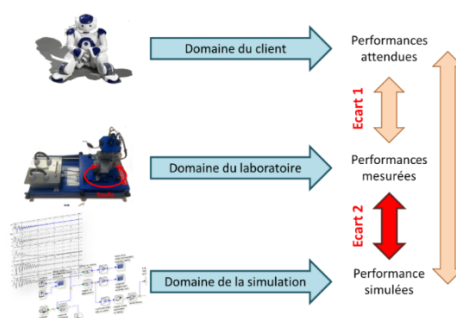 Domaine du client
Performances
attendues
Ecart 1
Domaine du laboratoire
Performances
mesurées
Ecart 2
Domaine de la simulation
Performance
simulées